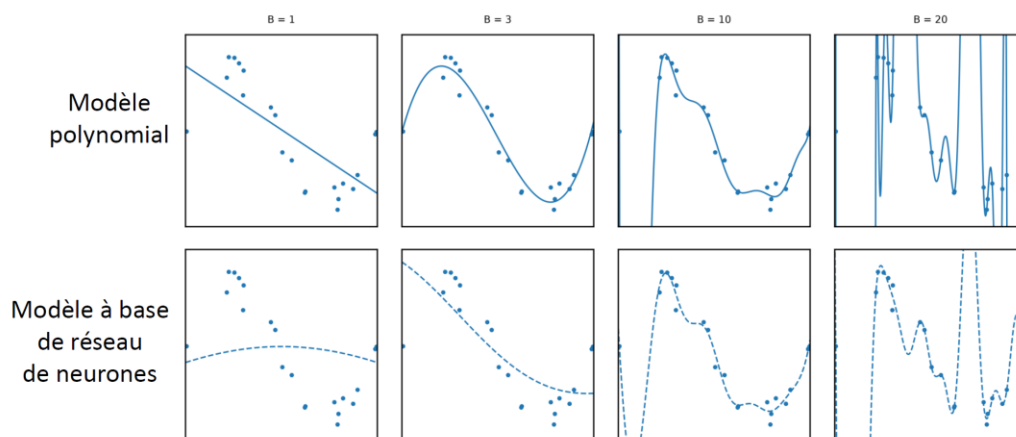 B = 1
B = 3
B = 10
B = 20
Modèle
polynomial
Modèle à base
de réseau
de neurones